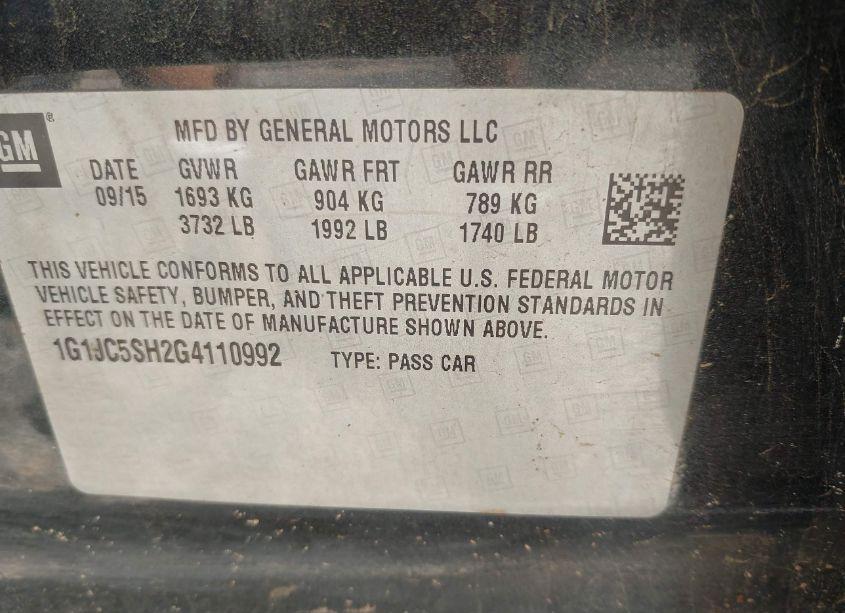 GM®
MFD BY GENERAL MOTORS LLC
DATE GVWR GAWR FRT GAWR RR
09/15 1693 KG 904 KG 789 KG
3732 LB 1992 LB 1740 LB
THIS VEHICLE CONFORMS TO ALL APPLICABLE U.S. FEDERAL MOTOR
VEHICLE SAFETY, BUMPER, AND THEFT PREVENTION STANDARDS IN
EFFECT ON THE DATE OF MANUFACTURE SHOWN ABOVE.
1G1JC5SH2G4110992 TYPE: PASS CAR